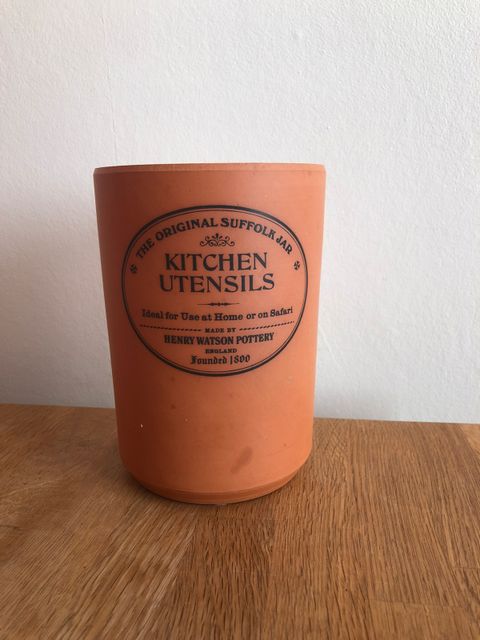 THE ORIGINAL SUFFOLK JAR
KITCHEN
UTENSILS
Ideal for Use at Home or on Safari
MADE BY
HENRY WATSON POTTERY
ENGLAND
Founded 1800